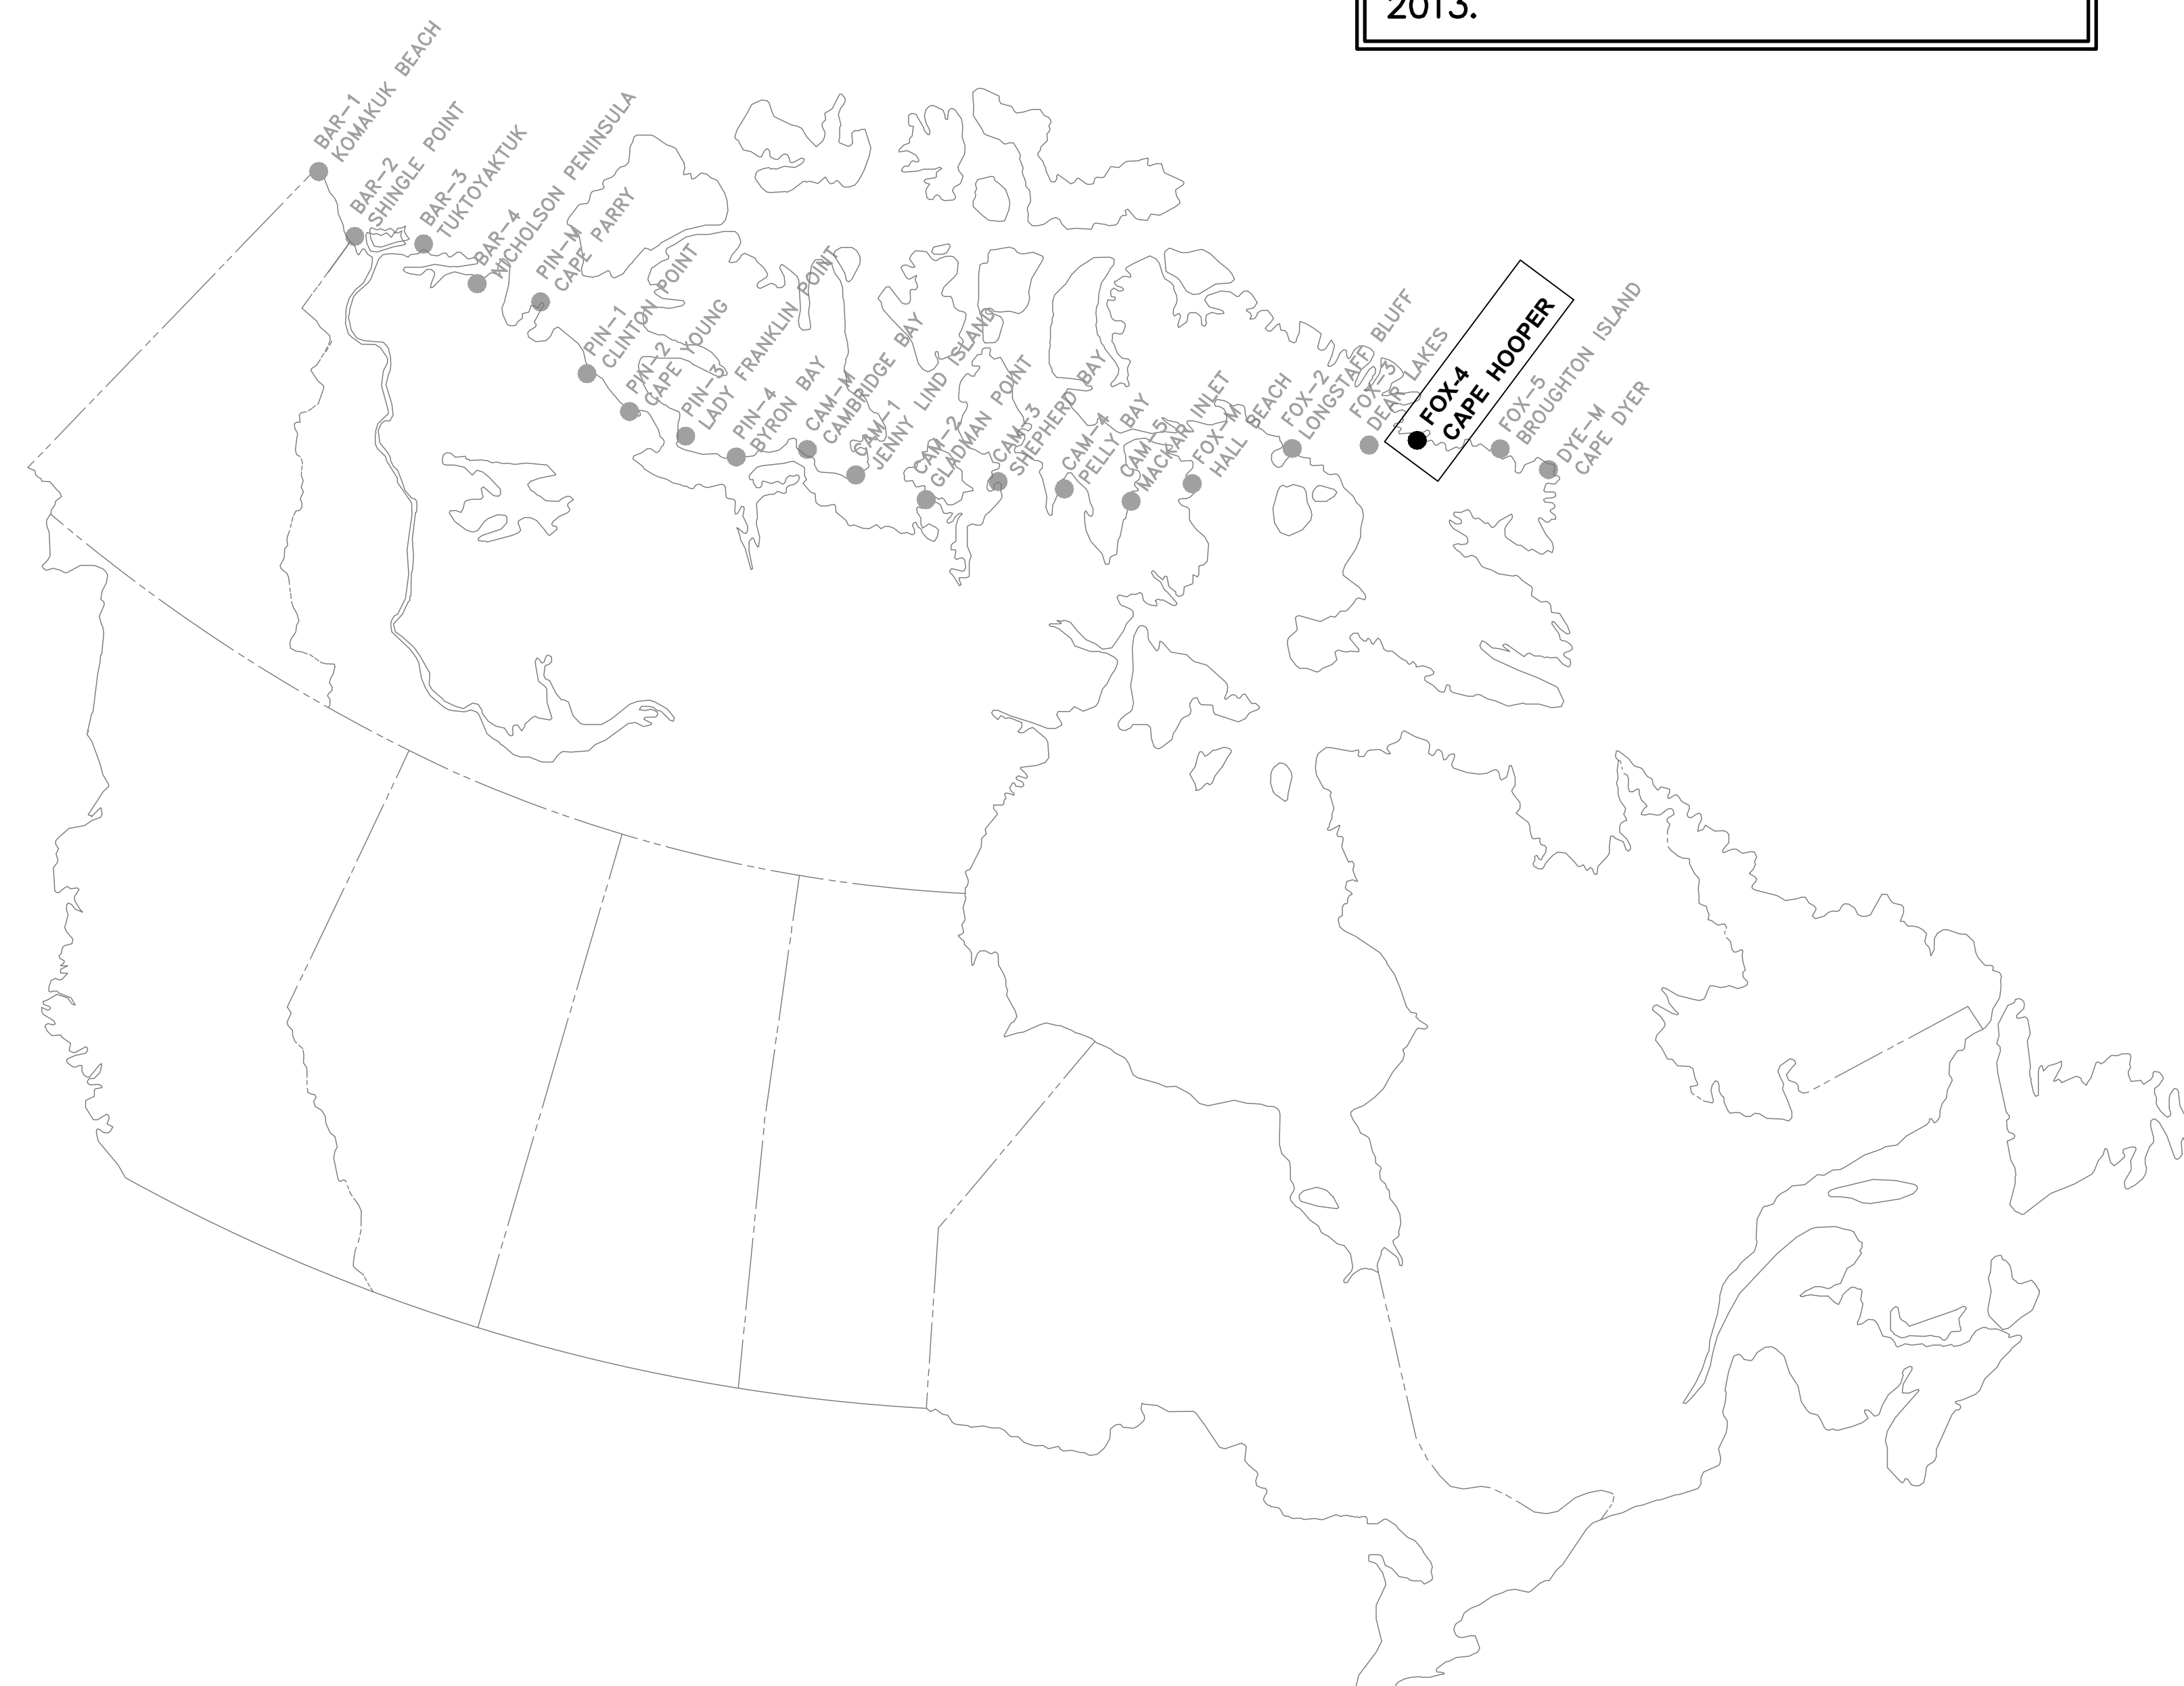 2013.
BAR-1
KOMAKUK BEACH
BAR-2
SHINGLE POINT
BAR-3
TUKTOYAKTUK
BAR-4
NICHOLSON PENINSULA
PIN-M
CAPE PARRY
PIN-1
CLINTON POINT
PIN-2
CAPE YOUNG
PIN-3
LADY FRANKLIN POINT
PIN-4
BYRON BAY
CAM-M
CAMBRIDGE BAY
CAM-1
JENNY LIND ISLAND
CAM-2
GLADMAN POINT
CAM-3
SHEPHERD BAY
CAM-4
PELLY BAY
CAM-5
MACKAR INLET
FOX-M
HALL BEACH
FOX-2
LONGSTAFF BLUFF
FOX-3
DEAR LAKES
FOX-4
CAPE HOOPER
FOX-5
BROUGHTON ISLAND
DYE-M
CAPE DYER